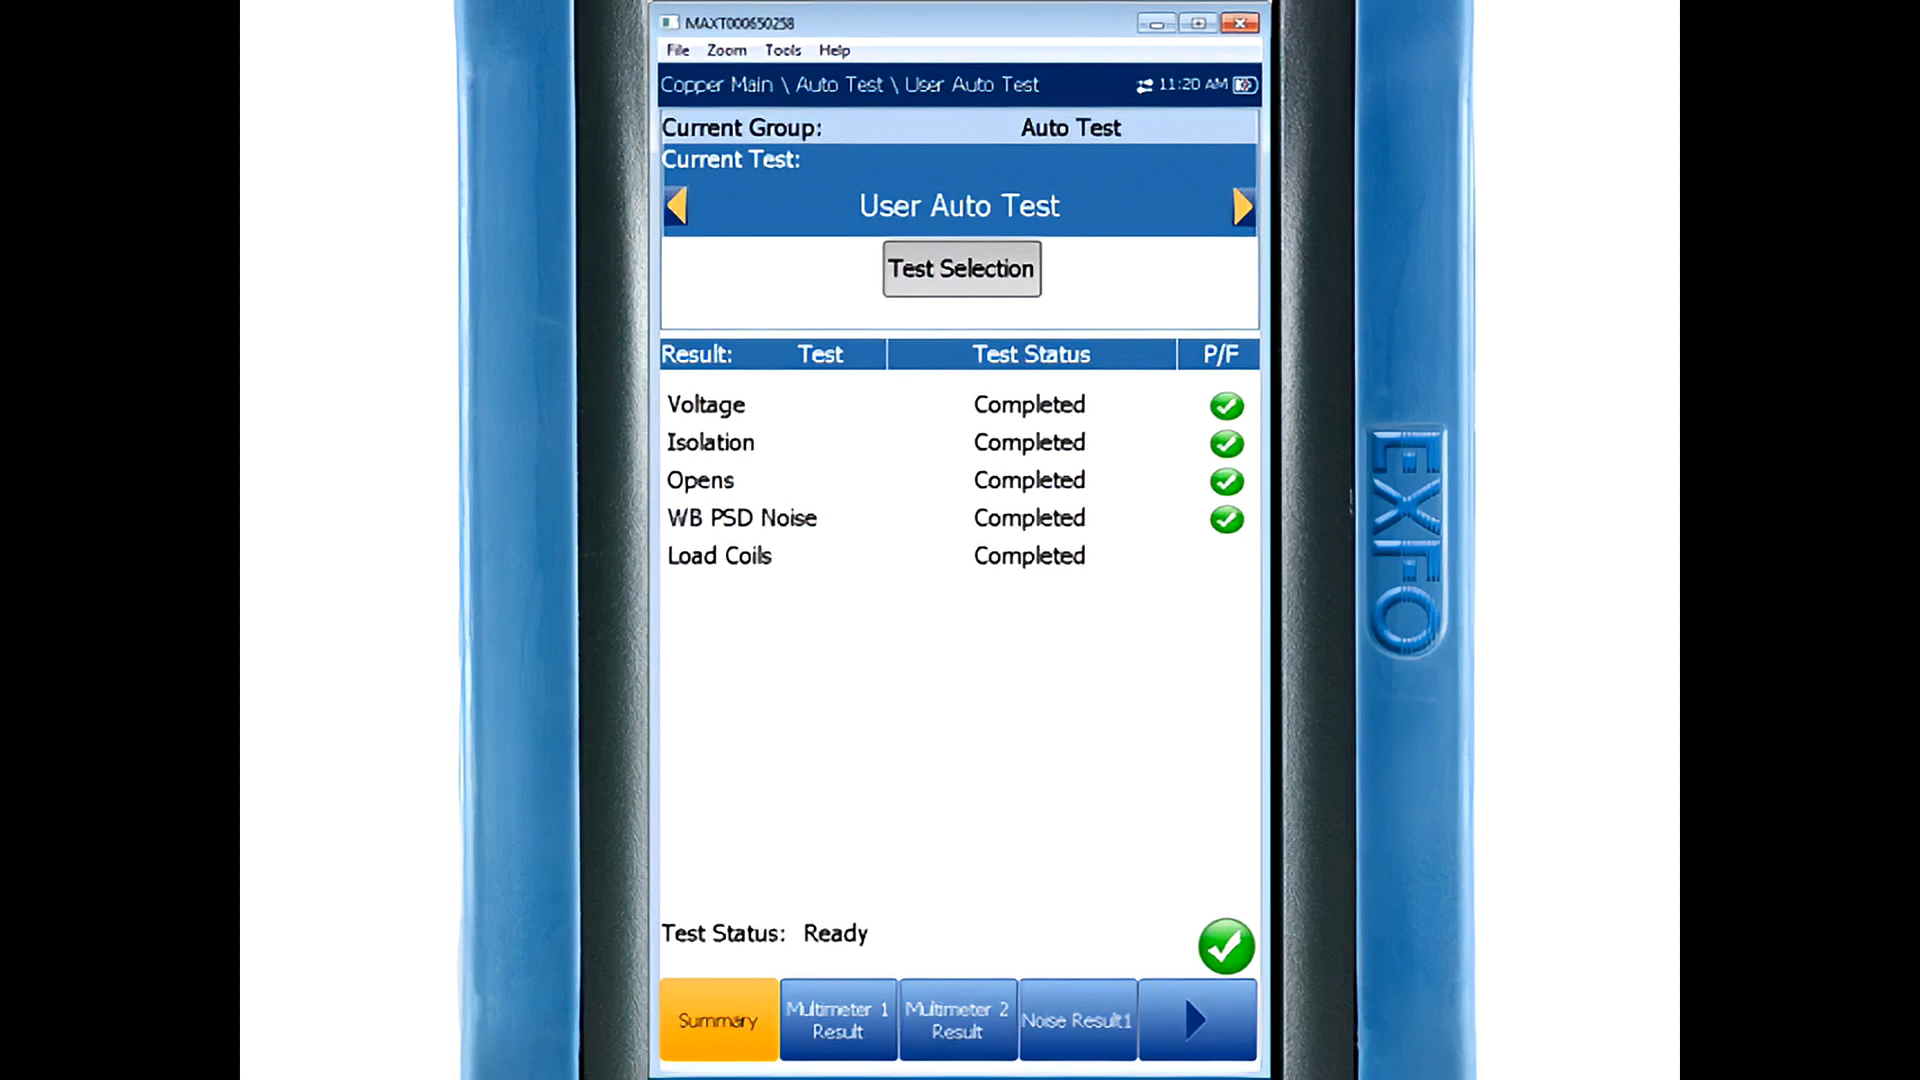 MAXT000650258
File Zoom Tools Help
Copper Main \ Auto Test \ User Auto Test 11:20 AM
Current Group: Auto Test
Current Test:
User Auto Test
Test Selection
Result: Test Test Status P/F
Voltage Completed
Isolation Completed
Opens Completed
WB PSD Noise Completed
Load Coils Completed
EXFO
Test Status: Ready
Summary
Multimeter 1 Result
Multimeter 2 Result
Noise Result1